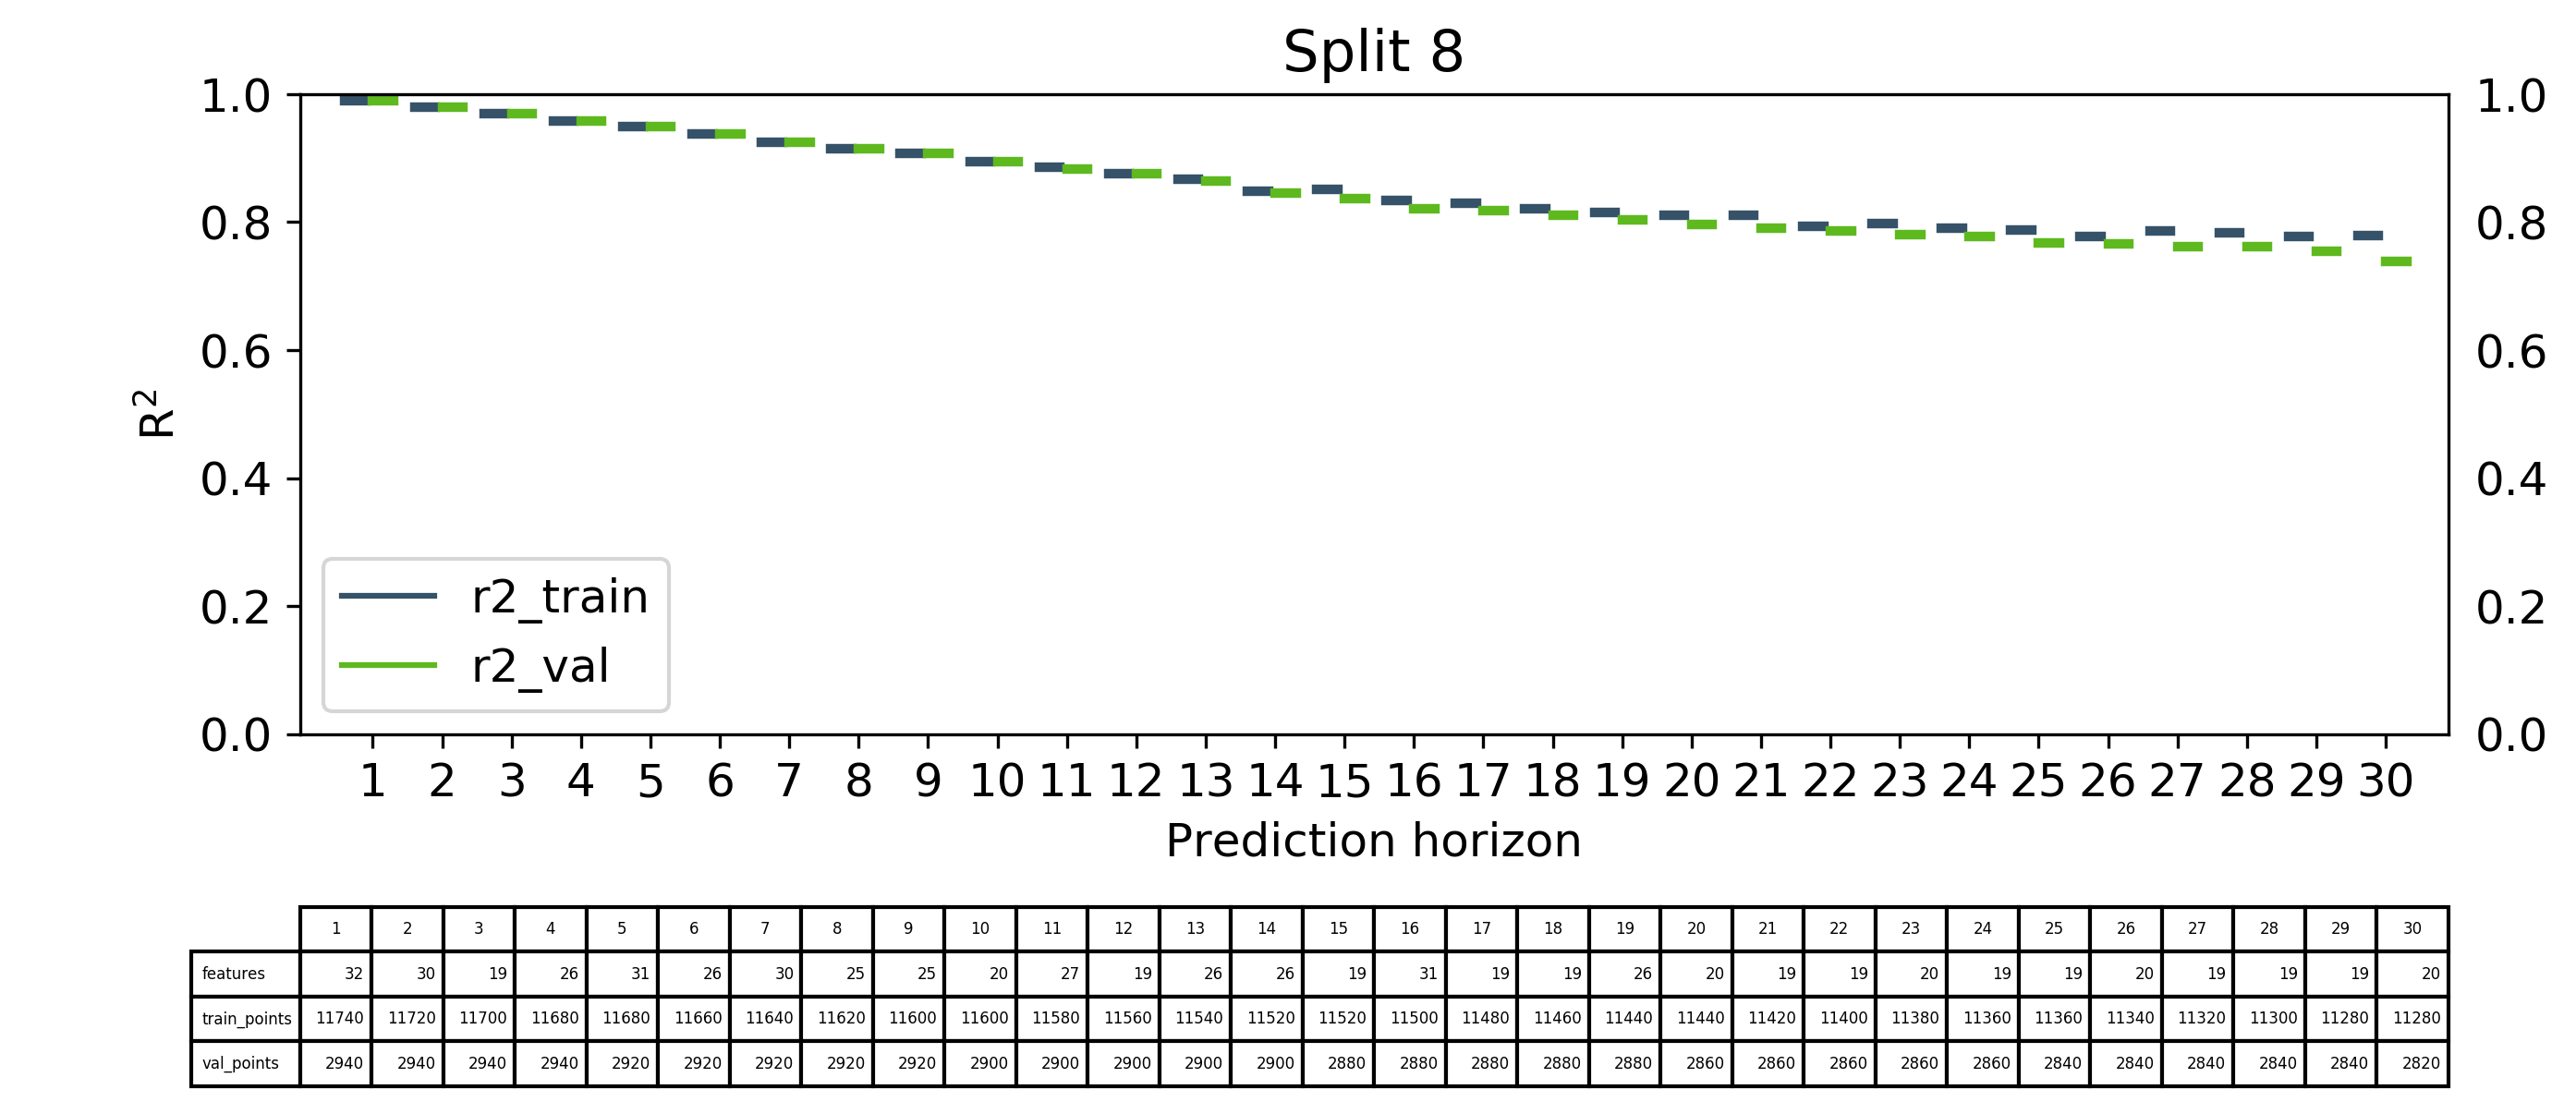 Split 8
1.0 1.0
0.8 0.8
0.6 0.6
R²
0.4 0.4
0.2 0.2
0.0 0.0
r2_train
r2_val
1 2 3 4 5 6 7 8 9 10 11 12 13 14 15 16 17 18 19 20 21 22 23 24 25 26 27 28 29 30
Prediction horizon
1 2 3 4 5 6 7 8 9 10 11 12 13 14 15 16 17 18 19 20 21 22 23 24 25 26 27 28 29 30
features 32 30 19 26 31 26 30 25 25 20 27 19 26 26 19 31 19 19 26 20 19 19 20 19 19 20 19 19 19 20
train_points 11740 11720 11700 11680 11680 11660 11640 11620 11600 11600 11580 11560 11540 11520 11520 11500 11480 11460 11440 11440 11420 11400 11380 11360 11360 11340 11320 11300 11280 11280
val_points 2940 2940 2940 2940 2920 2920 2920 2920 2920 2900 2900 2900 2900 2900 2880 2880 2880 2880 2880 2860 2860 2860 2860 2860 2840 2840 2840 2840 2840 2820